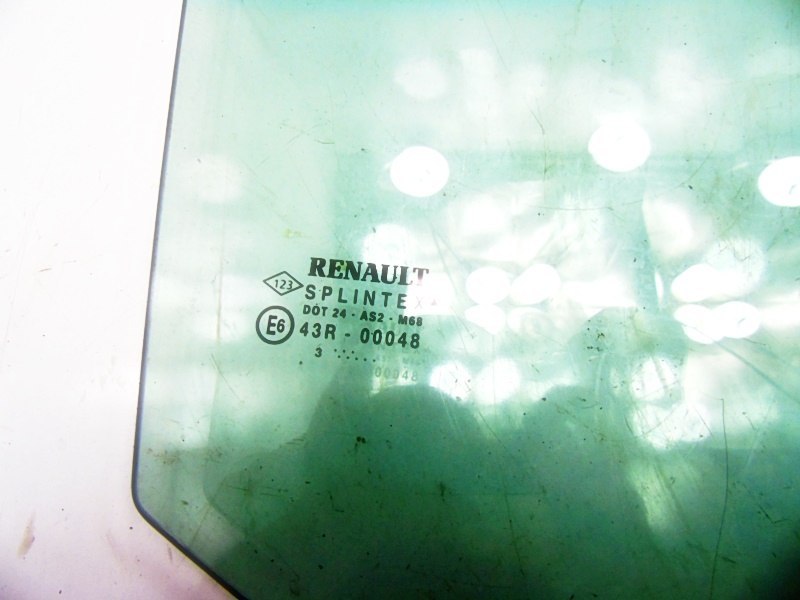 RENAULT
123
SPLINTEX
DOT 24 - AS2 - M68
E6
43R - 00048
3
00048